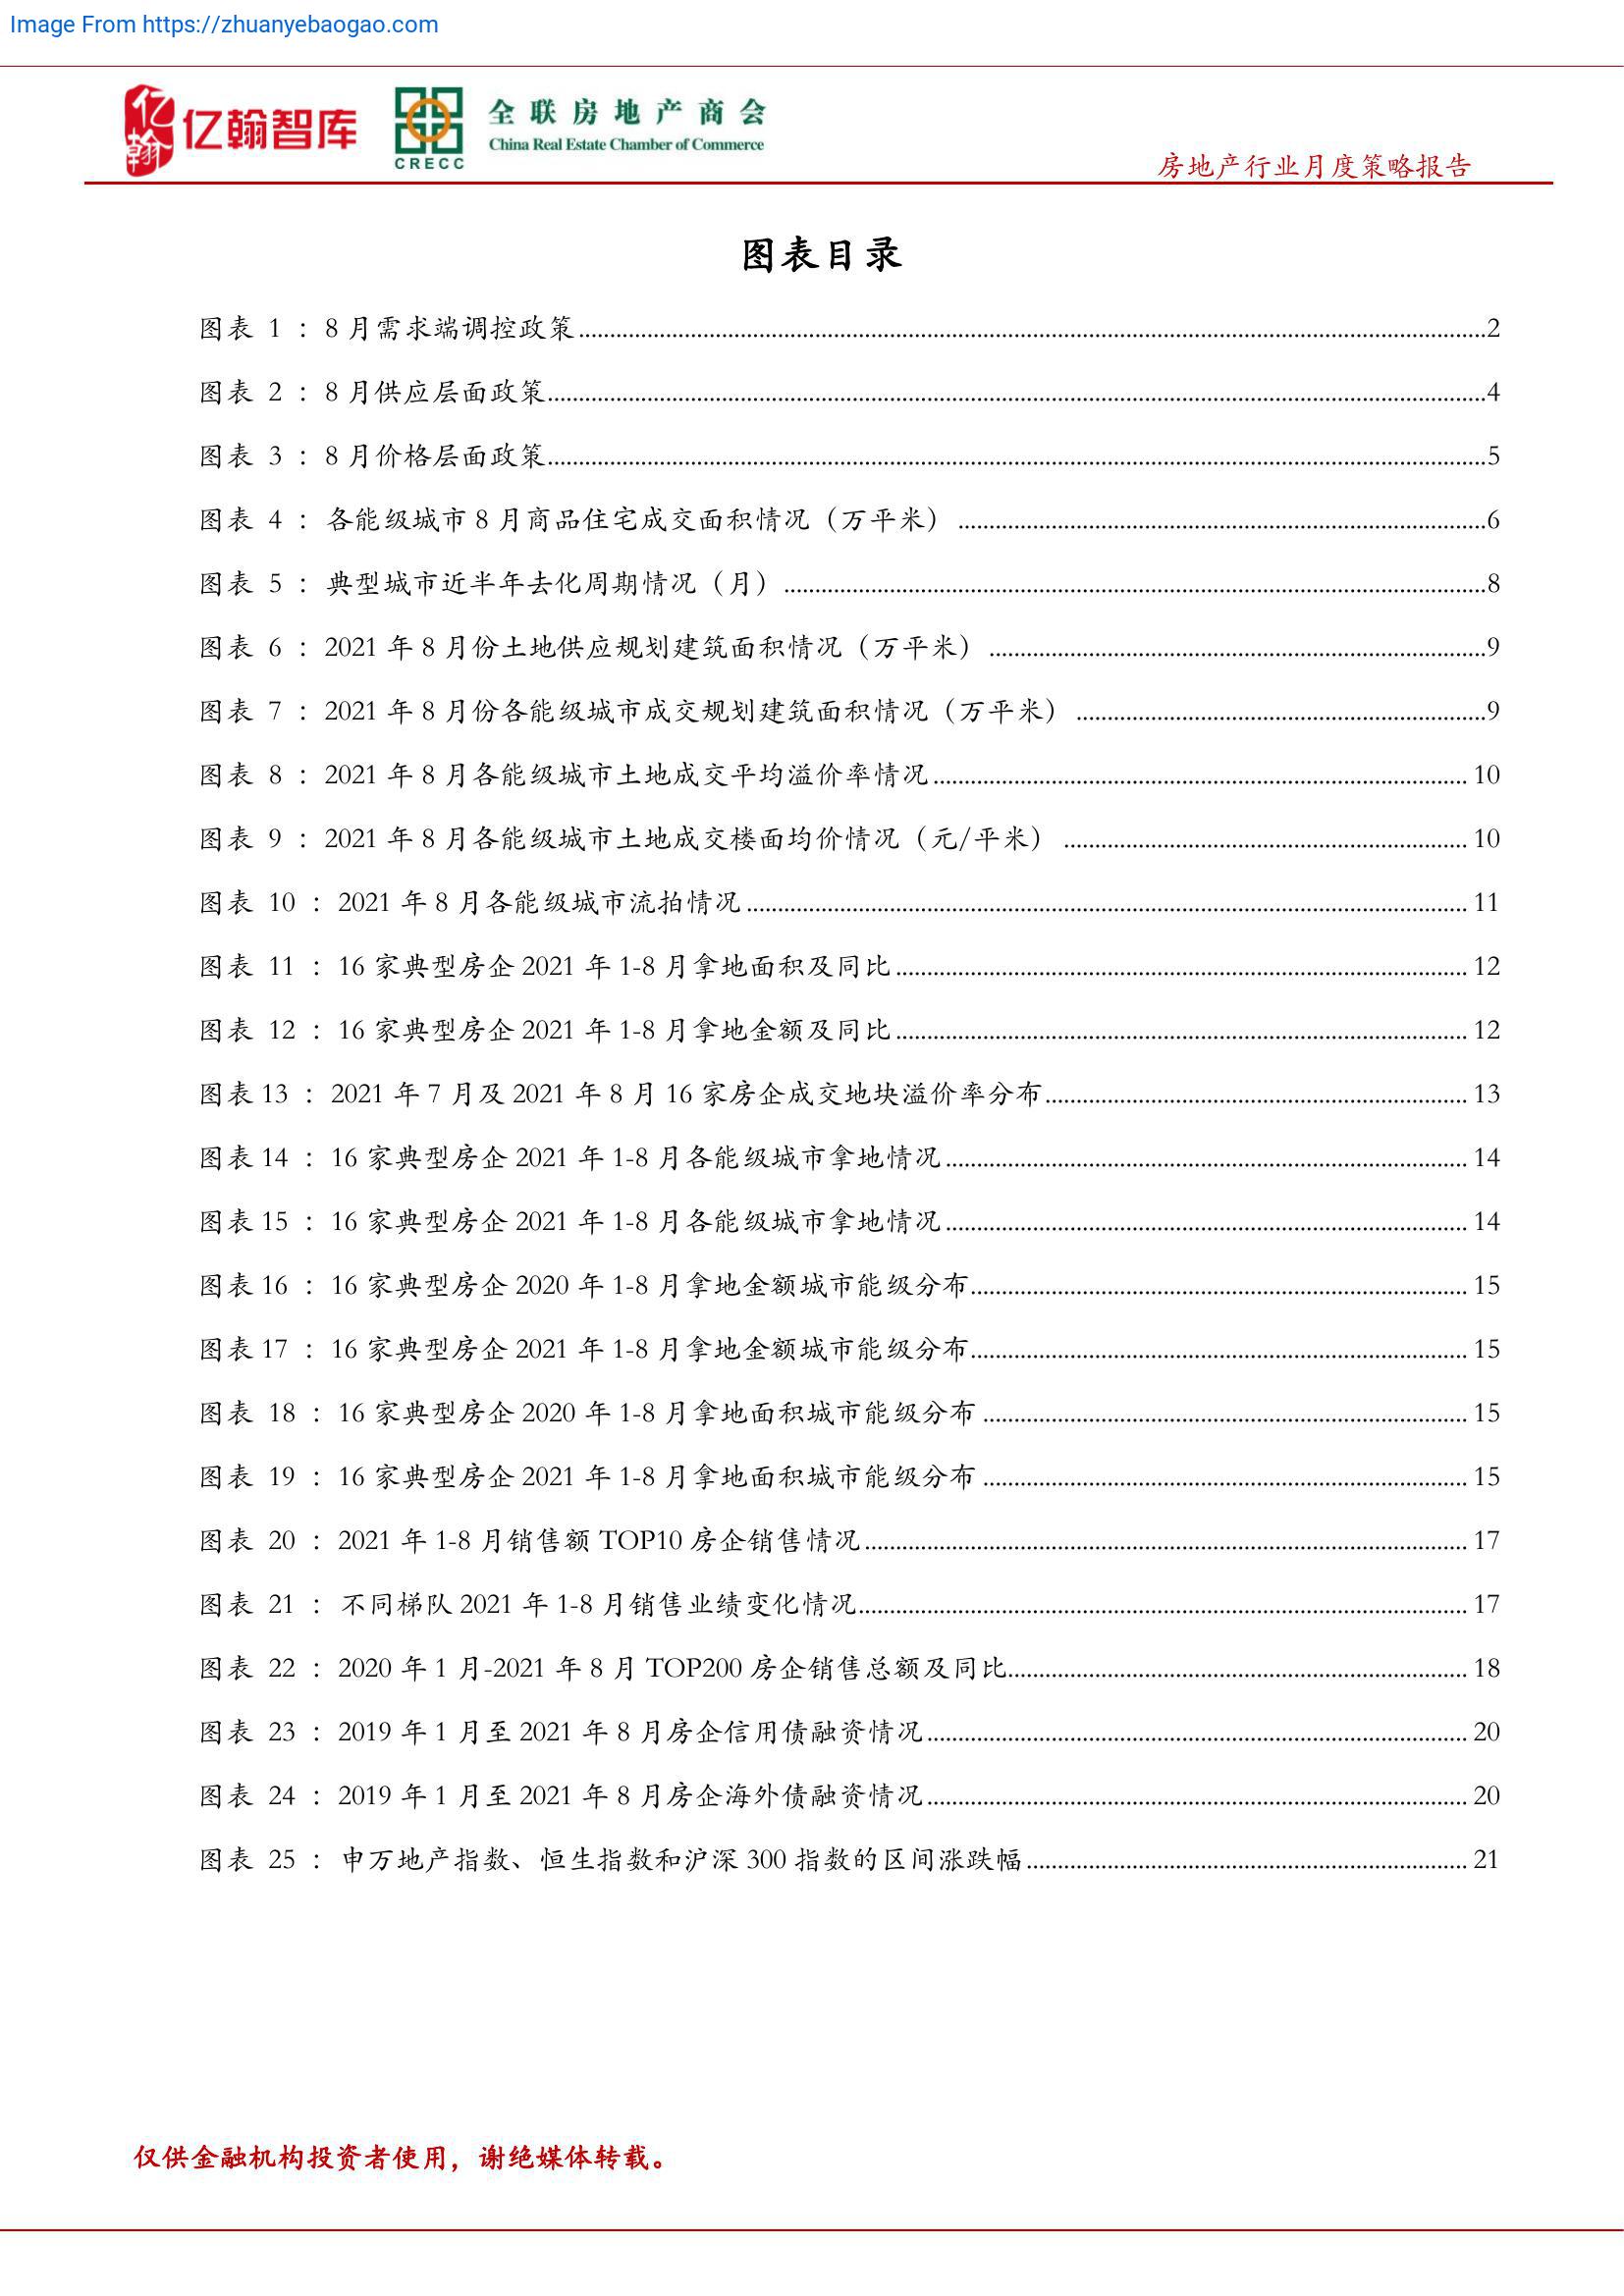 Image From https://zhuanyebaogao.com
亿翰
亿翰智库
CRECC
全联房地产商会
China Real Estate Chamber of Commerce
房地产行业月度策略报告
图表目录
图表 1 ：8 月需求端调控政策..........2
图表 2 ：8 月供应层面政策..........4
图表 3 ：8 月价格层面政策..........5
图表 4 ：各能级城市 8 月商品住宅成交面积情况（万平米）..........6
图表 5 ：典型城市近半年去化周期情况（月）..........8
图表 6 ：2021 年 8 月份土地供应规划建筑面积情况（万平米）..........9
图表 7 ：2021 年 8 月份各能级城市成交规划建筑面积情况（万平米）..........9
图表 8 ：2021 年 8 月各能级城市土地成交平均溢价率情况..........10
图表 9 ：2021 年 8 月各能级城市土地成交楼面均价情况（元/平米）..........10
图表 10 ：2021 年 8 月各能级城市流拍情况..........11
图表 11 ：16 家典型房企 2021 年 1-8 月拿地面积及同比..........12
图表 12 ：16 家典型房企 2021 年 1-8 月拿地金额及同比..........12
图表 13 ：2021 年 7 月及 2021 年 8 月 16 家房企成交地块溢价率分布..........13
图表 14 ：16 家典型房企 2021 年 1-8 月各能级城市拿地情况..........14
图表 15 ：16 家典型房企 2021 年 1-8 月各能级城市拿地情况..........14
图表 16 ：16 家典型房企 2020 年 1-8 月拿地金额城市能级分布..........15
图表 17 ：16 家典型房企 2021 年 1-8 月拿地金额城市能级分布..........15
图表 18 ：16 家典型房企 2020 年 1-8 月拿地面积城市能级分布..........15
图表 19 ：16 家典型房企 2021 年 1-8 月拿地面积城市能级分布..........15
图表 20 ：2021 年 1-8 月销售额 TOP10 房企销售情况..........17
图表 21 ：不同梯队 2021 年 1-8 月销售业绩变化情况..........17
图表 22 ：2020 年 1 月-2021 年 8 月 TOP200 房企销售总额及同比..........18
图表 23 ：2019 年 1 月至 2021 年 8 月房企信用债融资情况..........20
图表 24 ：2019 年 1 月至 2021 年 8 月房企海外债融资情况..........20
图表 25 ：申万地产指数、恒生指数和沪深 300 指数的区间涨跌幅..........21
仅供金融机构投资者使用，谢绝媒体转载。